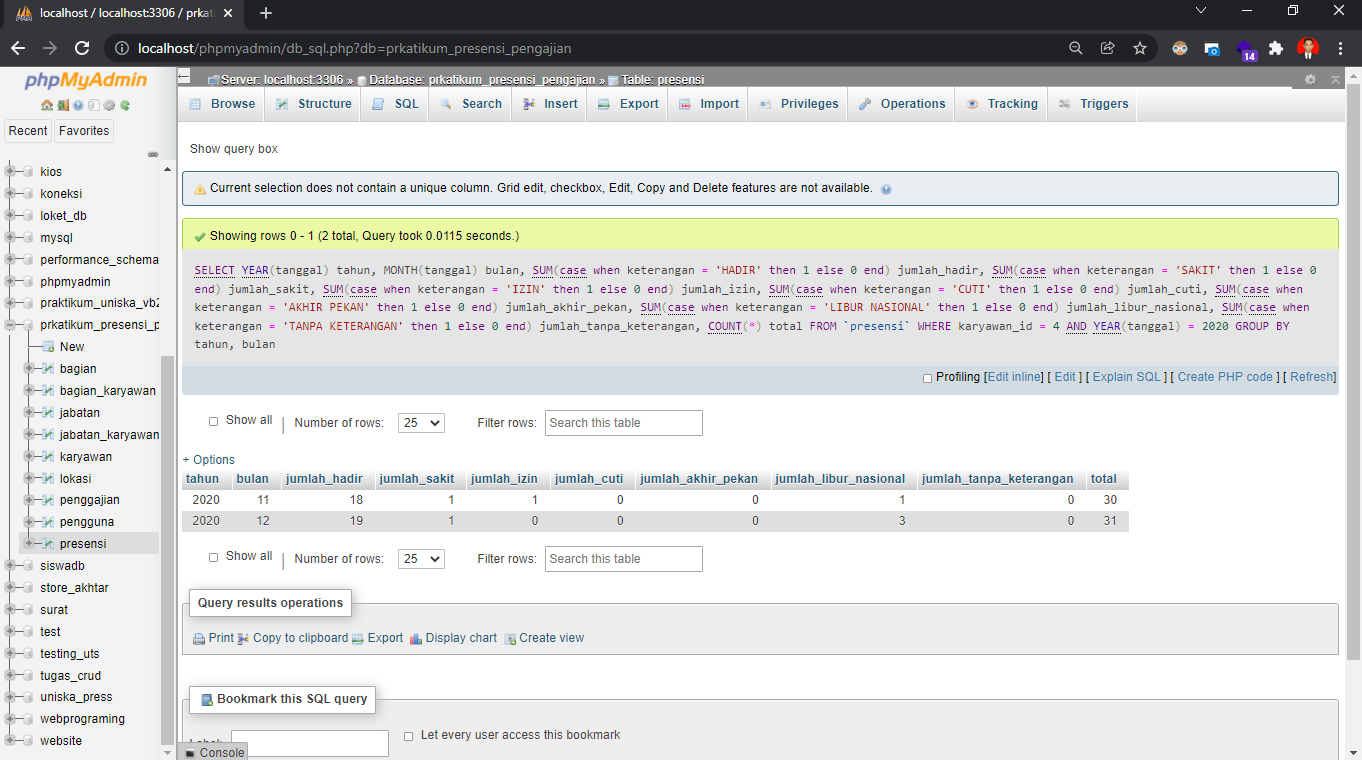 localhost / localhost:3306 / prkati
localhost/phpmyadmin/db_sql.php?db=prkatikum_presensi_pengajian
14
phpMyAdmin
Recent
Favorites
kios
koneksi
loket_db
mysql
performance_schema
phpmyadmin
praktikum_uniska_vb2
prkatikum_presensi_p
New
bagian
bagian_karyawan
jabatan
jabatan_karyawan
karyawan
lokasi
penggajian
pengguna
presensi
siswadb
store_akhtar
surat
test
testing_uts
tugas_crud
uniska_press
webprograming
website
Server: localhost:3306 » Database: prkatikum_presensi_pengajian » Table: presensi
Browse Structure SQL Search Insert Export Import Privileges Operations Tracking Triggers
Show query box
Current selection does not contain a unique column. Grid edit, checkbox, Edit, Copy and Delete features are not available.
Showing rows 0 - 1 (2 total, Query took 0.0115 seconds.)
SELECT YEAR(tanggal) tahun, MONTH(tanggal) bulan, SUM(case when keterangan = 'HADIR' then 1 else 0 end) jumlah_hadir, SUM(case when keterangan = 'SAKIT' then 1 else 0
end) jumlah_sakit, SUM(case when keterangan = 'IZIN' then 1 else 0 end) jumlah_izin, SUM(case when keterangan = 'CUTI' then 1 else 0 end) jumlah_cuti, SUM(case when
keterangan = 'AKHIR PEKAN' then 1 else 0 end) jumlah_akhir_pekan, SUM(case when keterangan = 'LIBUR NASIONAL' then 1 else 0 end) jumlah_libur_nasional, SUM(case when
keterangan = 'TANPA KETERANGAN' then 1 else 0 end) jumlah_tanpa_keterangan, COUNT(*) total FROM `presensi` WHERE karyawan_id = 4 AND YEAR(tanggal) = 2020 GROUP BY
tahun, bulan
Profiling [Edit inline] [ Edit ] [ Explain SQL ] [ Create PHP code ] [ Refresh]
Show all | Number of rows: 25 Filter rows: Search this table
+ Options
tahun bulan jumlah_hadir jumlah_sakit jumlah_izin jumlah_cuti jumlah_akhir_pekan jumlah_libur_nasional jumlah_tanpa_keterangan total
2020 11 18 1 1 0 0 1 0 30
2020 12 19 1 0 0 0 3 0 31
Show all | Number of rows: 25 Filter rows: Search this table
Query results operations
Print Copy to clipboard Export Display chart Create view
Bookmark this SQL query
Let every user access this bookmark
Console